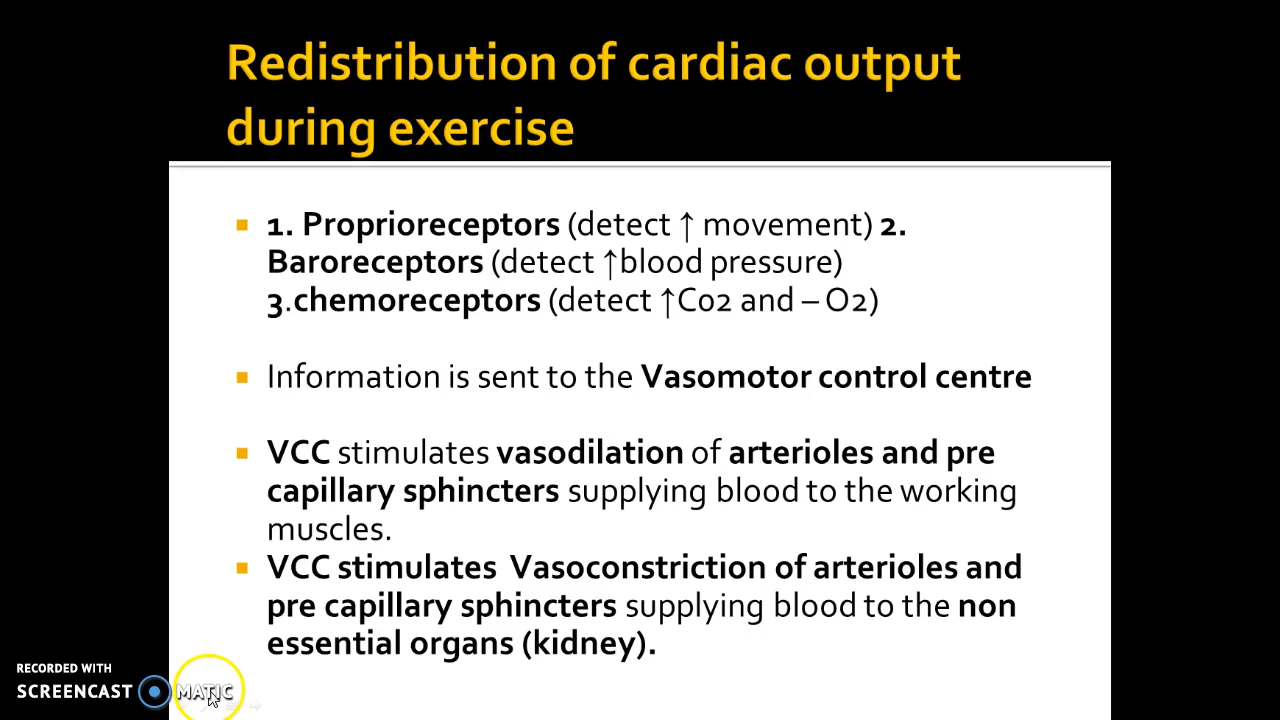 Redistribution of cardiac output
during exercise
1. Proprioreceptors (detect ↑ movement) 2.
Baroreceptors (detect ↑blood pressure)
3.chemoreceptors (detect ↑Co2 and – O2)
Information is sent to the Vasomotor control centre
VCC stimulates vasodilation of arterioles and pre
capillary sphincters supplying blood to the working
muscles.
VCC stimulates Vasoconstriction of arterioles and
pre capillary sphincters supplying blood to the non
essential organs (kidney).
RECORDED WITH
SCREENCAST MATIC